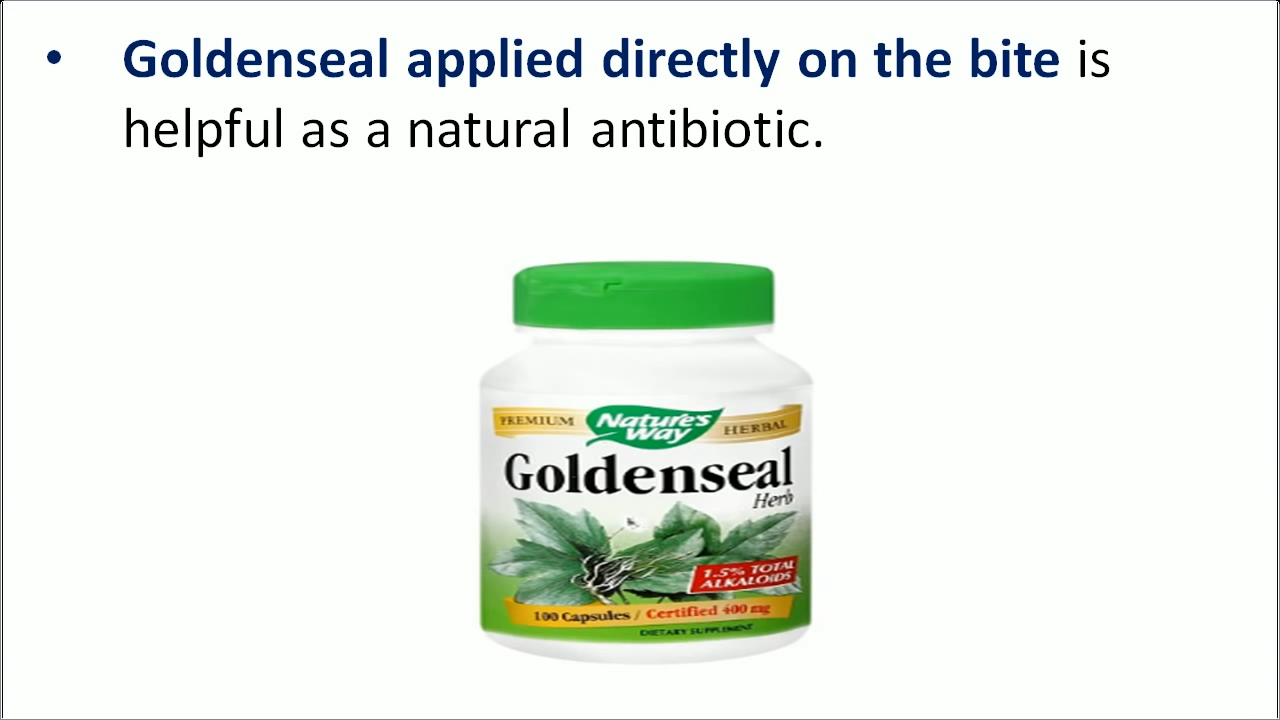 • Goldenseal applied directly on the bite is
helpful as a natural antibiotic.
PREMIUM Nature's Way HERBAL
Goldenseal
Herb
1.5% TOTAL
ALKALOIDS
100 Capsules / Certified 400 mg
DIETARY SUPPLEMENT